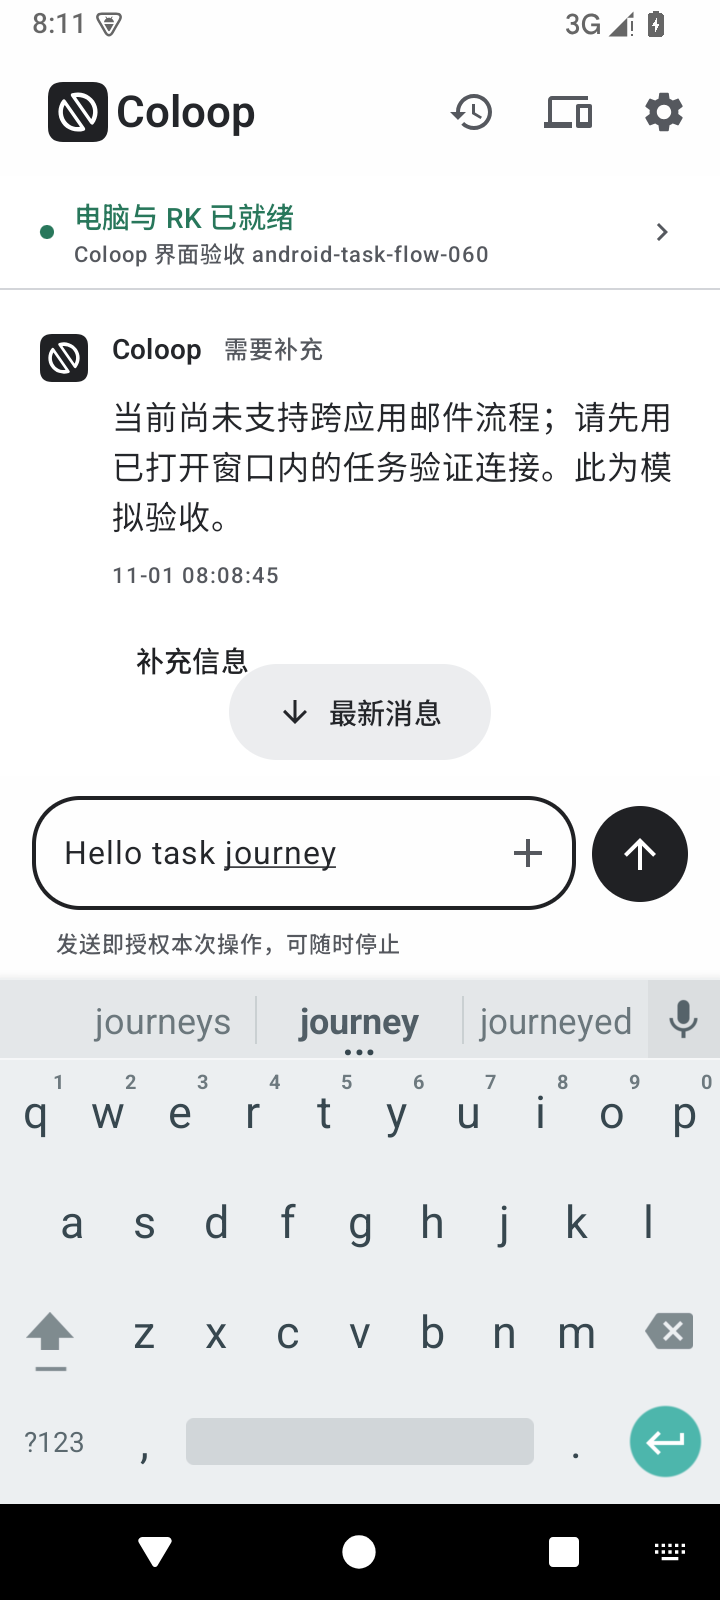 8:11
3G
Coloop
电脑与 RK 已就绪
Coloop 界面验收 android-task-flow-060
Coloop 需要补充
当前尚未支持跨应用邮件流程；请先用
已打开窗口内的任务验证连接。此为模
拟验收。
11-01 08:08:45
补充信息
最新消息
Hello task journey
发送即授权本次操作，可随时停止
journeys journey journeyed
1 2 3 4 5 6 7 8 9 0
q w e r t y u i o p
a s d f g h j k l
z x c v b n m
?123 , .